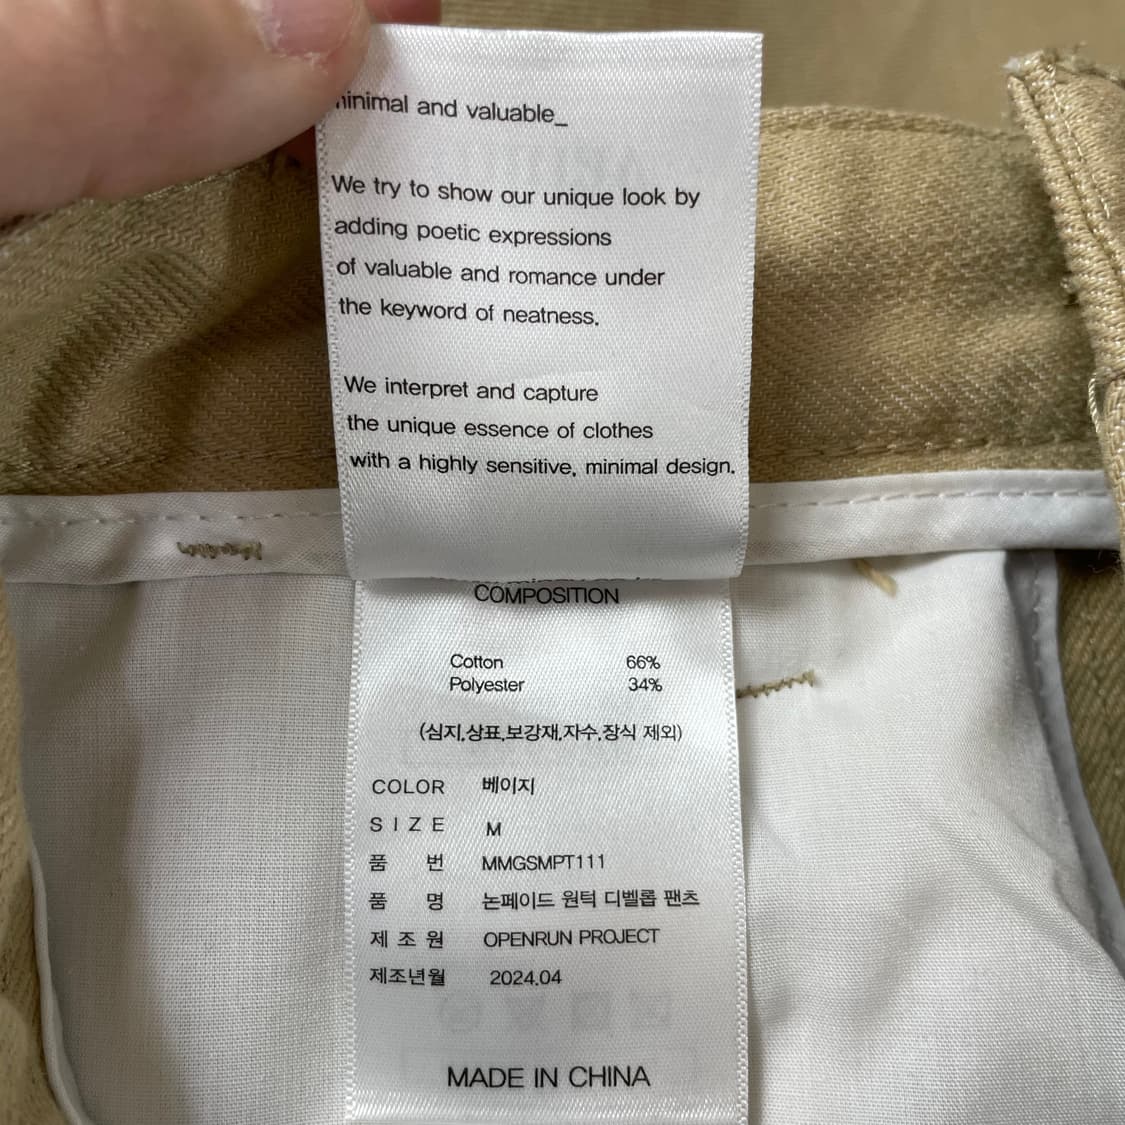 minimal and valuable_
We try to show our unique look by
adding poetic expressions
of valuable and romance under
the keyword of neatness.
We interpret and capture
the unique essence of clothes
with a highly sensitive, minimal design.
COMPOSITION
Cotton 66%
Polyester 34%
(심지,상표,보강재,자수,장식 제외)
COLOR 베이지
SIZE M
품 번 MMGSMPT111
품 명 논페이드 원턱 디벨롭 팬츠
제조원 OPENRUN PROJECT
제조년월 2024.04
MADE IN CHINA